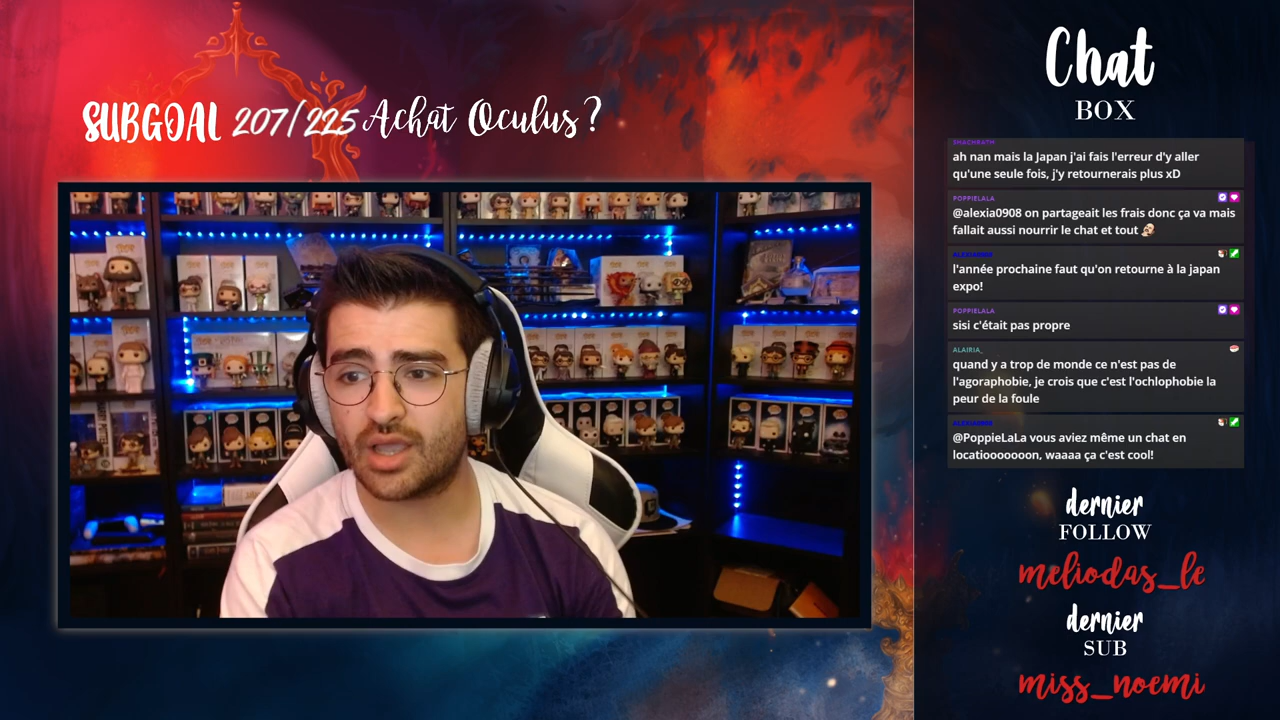 SUBGOAL 207/225 Achat Oculus ?
Chat
BOX
SHACHRATH
ah nan mais la Japan j'ai fais l'erreur d'y aller
qu'une seule fois, j'y retournerais plus xD
POPPIELALA
@alexia0908 on partageait les frais donc ça va mais
fallait aussi nourrir le chat et tout
ALEXIA0908
l'année prochaine faut qu'on retourne à la japan
expo!
POPPIELALA
sisi c'était pas propre
ALAIRIA_
quand y a trop de monde ce n'est pas de
l'agoraphobie, je crois que c'est l'ochlophobie la
peur de la foule
ALEXIA0908
@PoppieLaLa vous aviez même un chat en
locatiooooooon, waaaa ça c'est cool!
dernier
FOLLOW
meliodas_le
dernier
SUB
miss_noemi